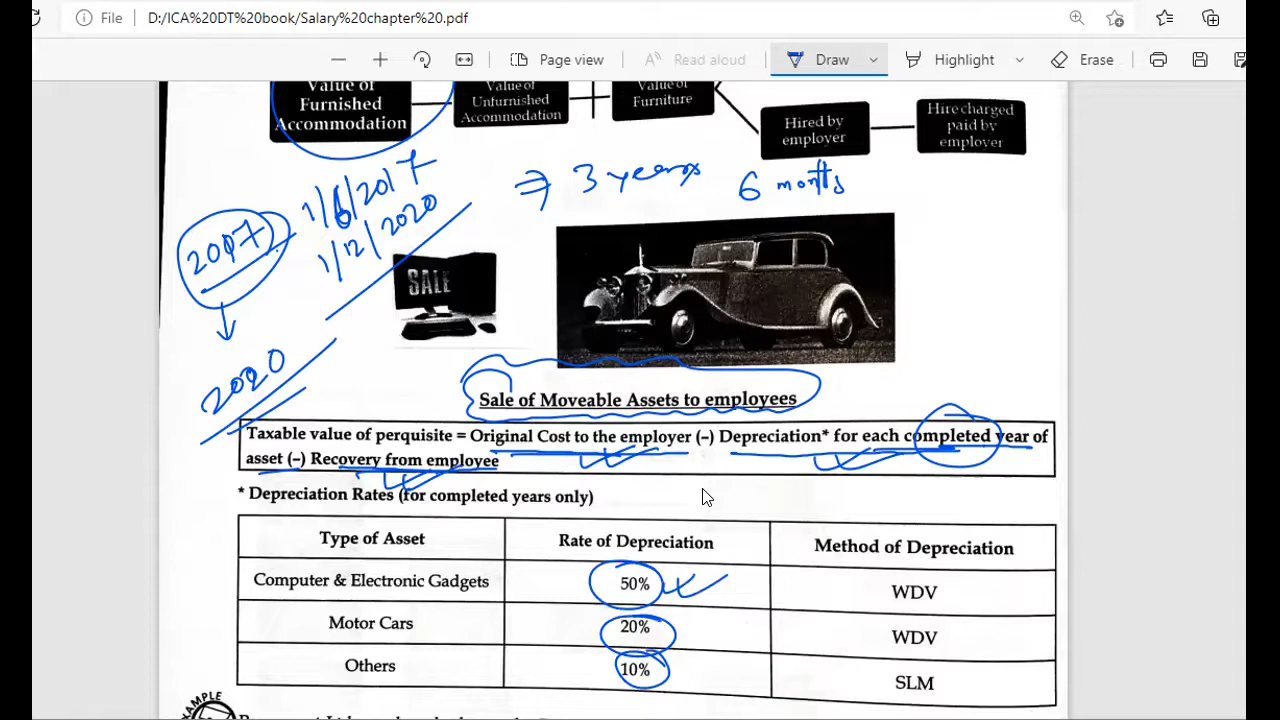 File D:/ICA%20DT%20book/Salary%20chapter%20.pdf
Page view Read aloud Draw Highlight Erase
Value of Furnished Accommodation
Value of Unfurnished Accommodation
Value of Furniture
Hired by employer
Hire charged paid by employer
1/6/2017
1/12/2020
⇒ 3 years 6 months
2007
2020
SALE
Sale of Moveable Assets to employees
Taxable value of perquisite = Original Cost to the employer (–) Depreciation* for each completed year of
asset (–) Recovery from employee
* Depreciation Rates (for completed years only)
Type of Asset Rate of Depreciation Method of Depreciation
Computer & Electronic Gadgets 50% WDV
Motor Cars 20% WDV
Others 10% SLM